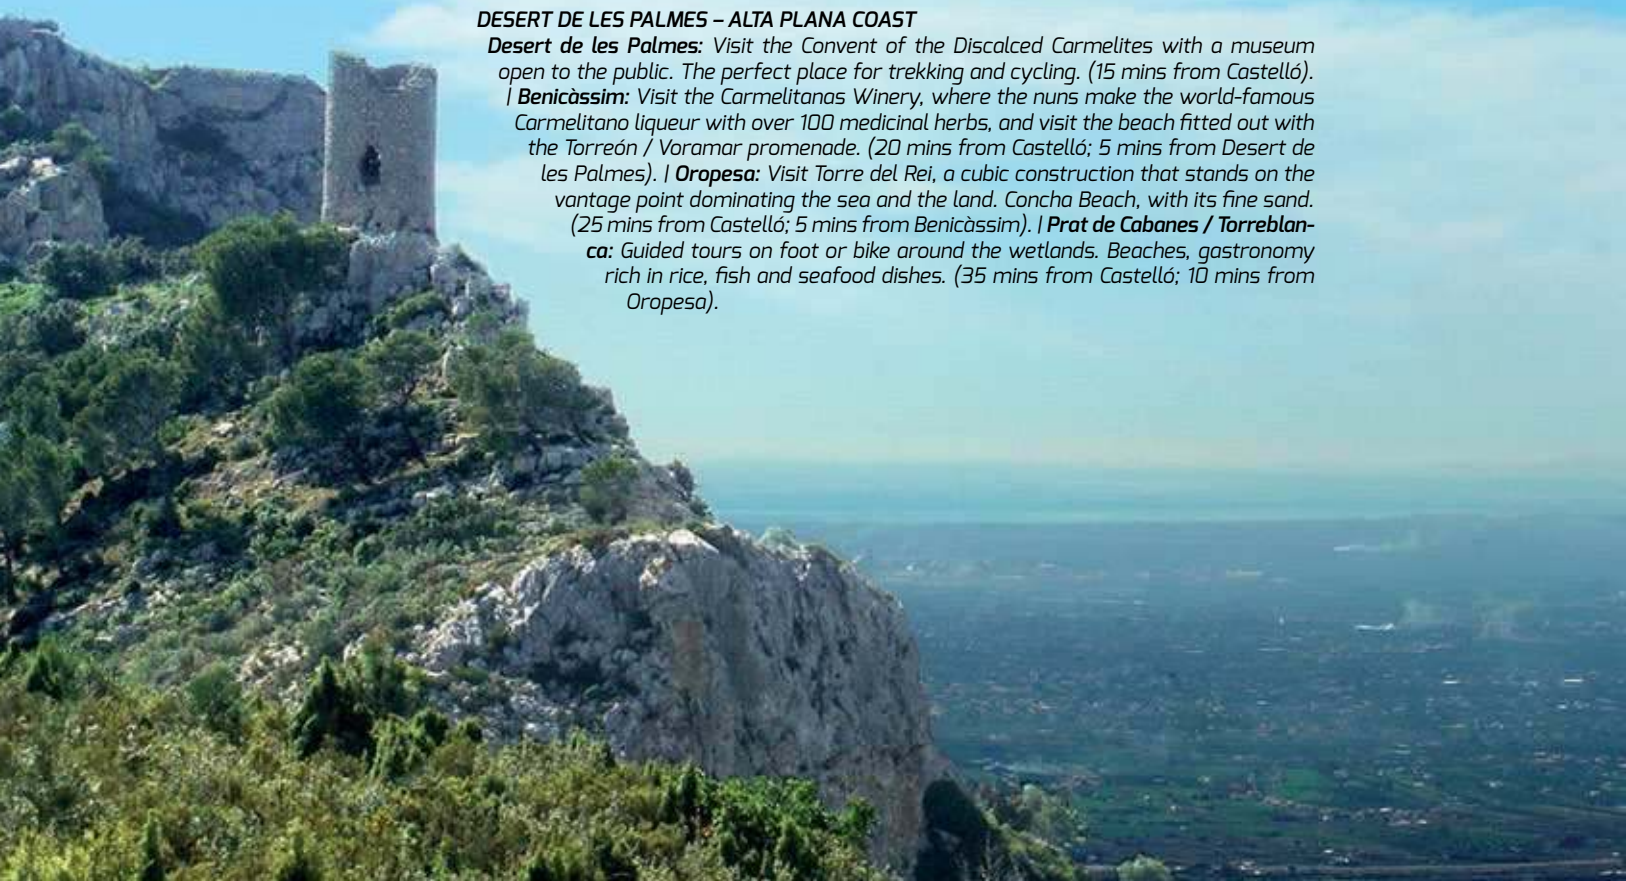 DESERT DE LES PALMES – ALTA PLANA COAST
Desert de les Palmes: Visit the Convent of the Discalced Carmelites with a museum
open to the public. The perfect place for trekking and cycling. (15 mins from Castelló).
| Benicàssim: Visit the Carmelitanas Winery, where the nuns make the world-famous
Carmelitano liqueur with over 100 medicinal herbs, and visit the beach fitted out with
the Torreón / Voramar promenade. (20 mins from Castelló; 5 mins from Desert de
les Palmes). | Oropesa: Visit Torre del Rei, a cubic construction that stands on the
vantage point dominating the sea and the land. Concha Beach, with its fine sand.
(25 mins from Castelló; 5 mins from Benicàssim). | Prat de Cabanes / Torreblan-
ca: Guided tours on foot or bike around the wetlands. Beaches, gastronomy
rich in rice, fish and seafood dishes. (35 mins from Castelló; 10 mins from
Oropesa).